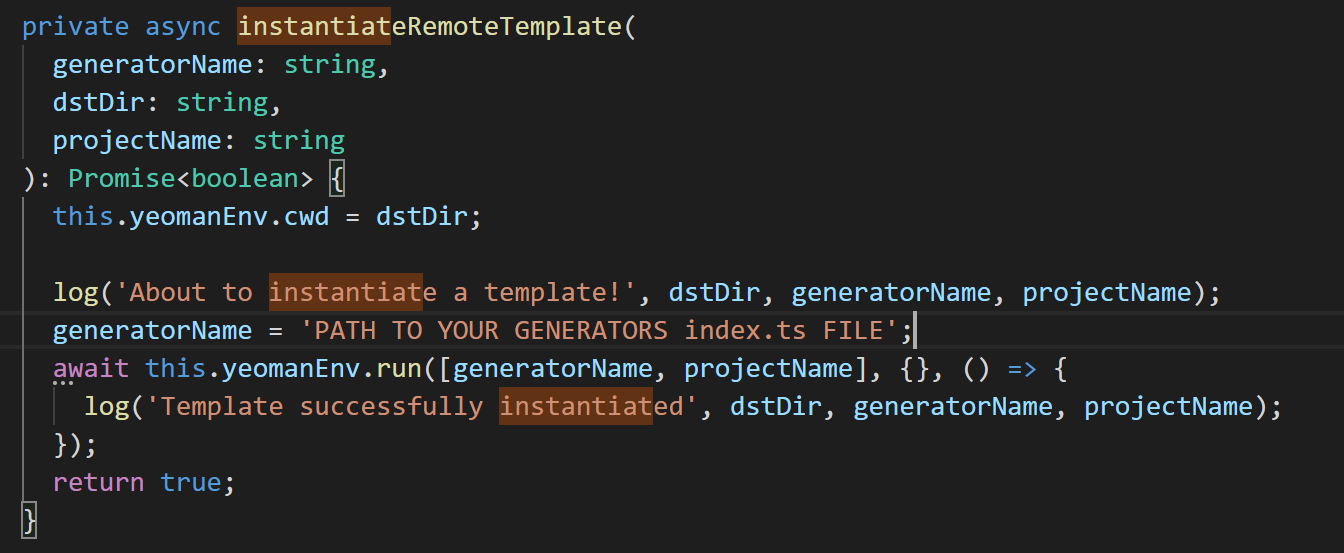 private async instantiateRemoteTemplate(
generatorName: string,
dstDir: string,
projectName: string
): Promise<boolean> {
this.yeomanEnv.cwd = dstDir;
log('About to instantiate a template!', dstDir, generatorName, projectName);
generatorName = 'PATH TO YOUR GENERATORS index.ts FILE';
await this.yeomanEnv.run([generatorName, projectName], {}, () => {
log('Template successfully instantiated', dstDir, generatorName, projectName);
});
return true;
}